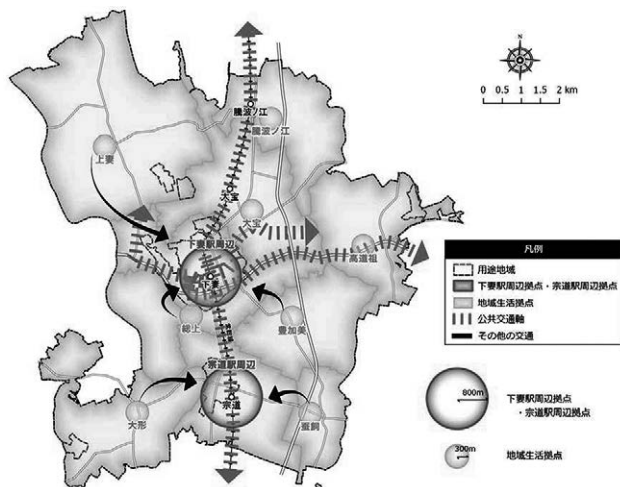 N
0 0.5 1 1.5 2 km
騰波ノ江
騰波ノ江
上妻
大宝
大宝
高道祖
下妻駅周辺
下妻
総上
豊加美
宗道駅周辺
宗道
大形
蚕飼
凡例
用途地域
下妻駅周辺拠点・宗道駅周辺拠点
地域生活拠点
公共交通軸
その他の交通
800m
下妻駅周辺拠点
・宗道駅周辺拠点
300m
地域生活拠点